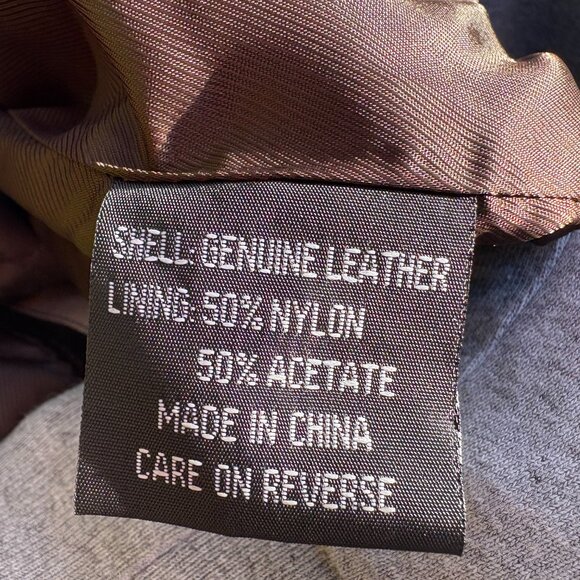 SHELL: GENUINE LEATHER
LINING: 50% NYLON
50% ACETATE
MADE IN CHINA
CARE ON REVERSE